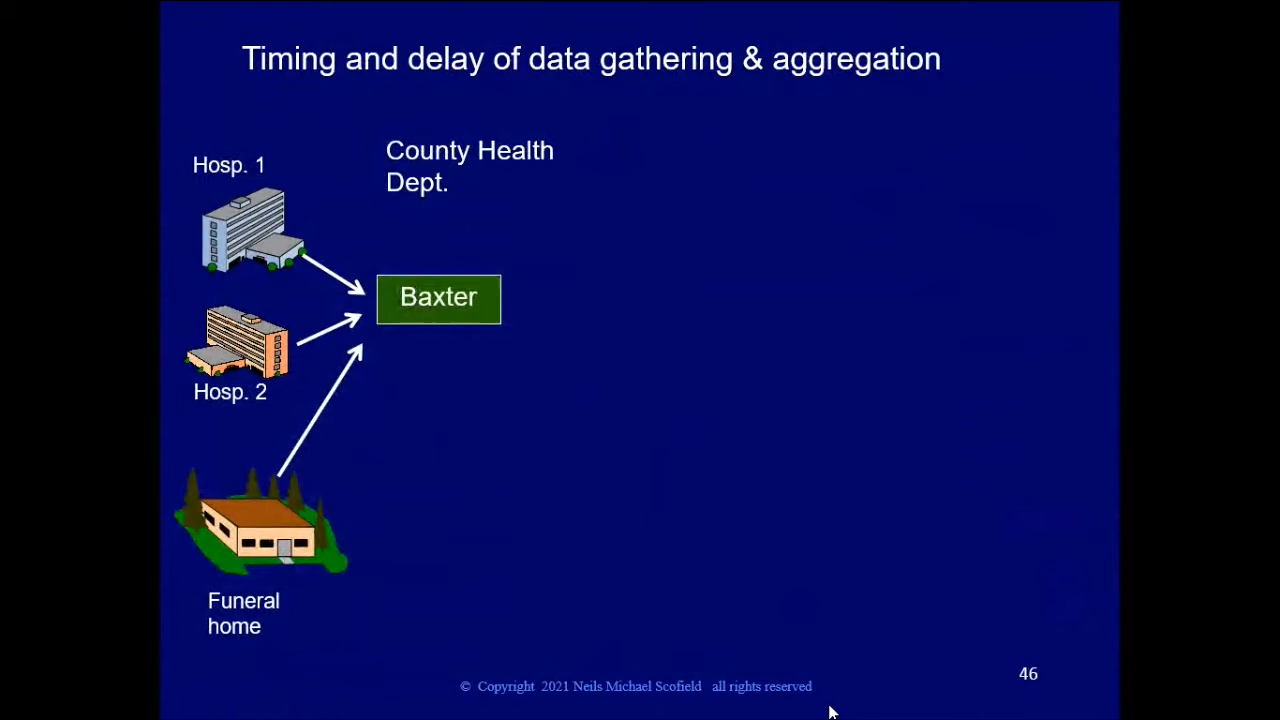 Timing and delay of data gathering & aggregation
County Health
Dept.
Hosp. 1
Baxter
Hosp. 2
Funeral
home
46
© Copyright 2021 Neils Michael Scofield all rights reserved